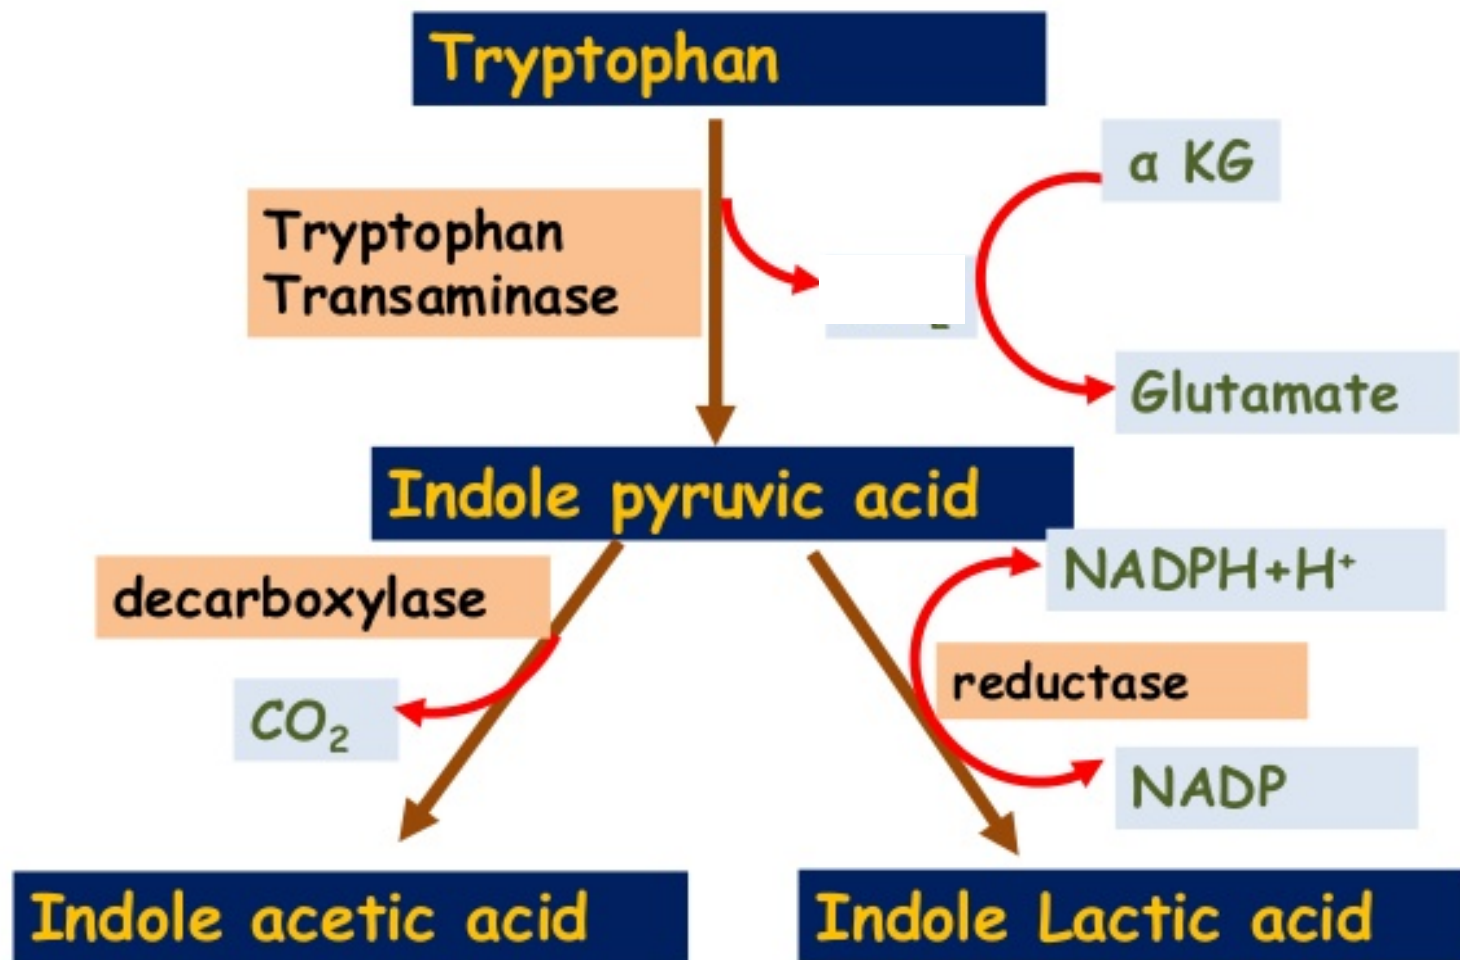 Tryptophan
α KG
Tryptophan
Transaminase
Glutamate
Indole pyruvic acid
NADPH+H⁺
decarboxylase
reductase
CO₂
NADP
Indole acetic acid
Indole Lactic acid